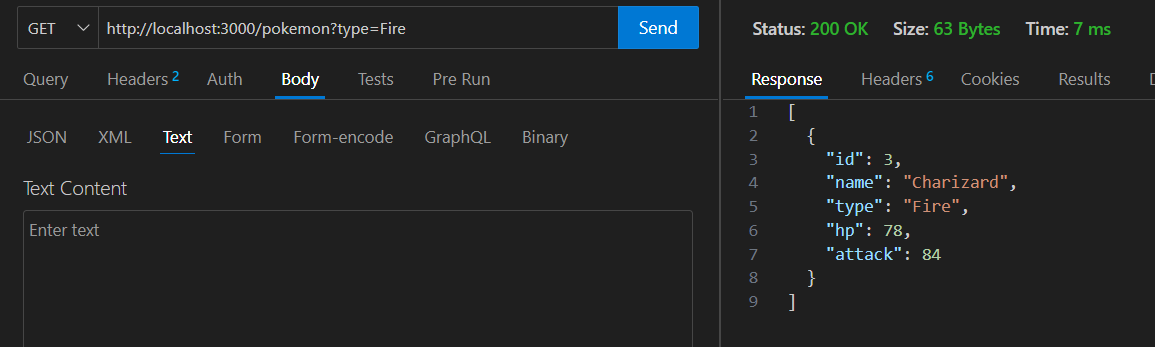 GET http://localhost:3000/pokemon?type=Fire Send
Query Headers 2 Auth Body Tests Pre Run
JSON XML Text Form Form-encode GraphQL Binary
Text Content
Enter text
Status: 200 OK Size: 63 Bytes Time: 7 ms
Response Headers 6 Cookies Results
1 [
2 {
3 "id": 3,
4 "name": "Charizard",
5 "type": "Fire",
6 "hp": 78,
7 "attack": 84
8 }
9 ]